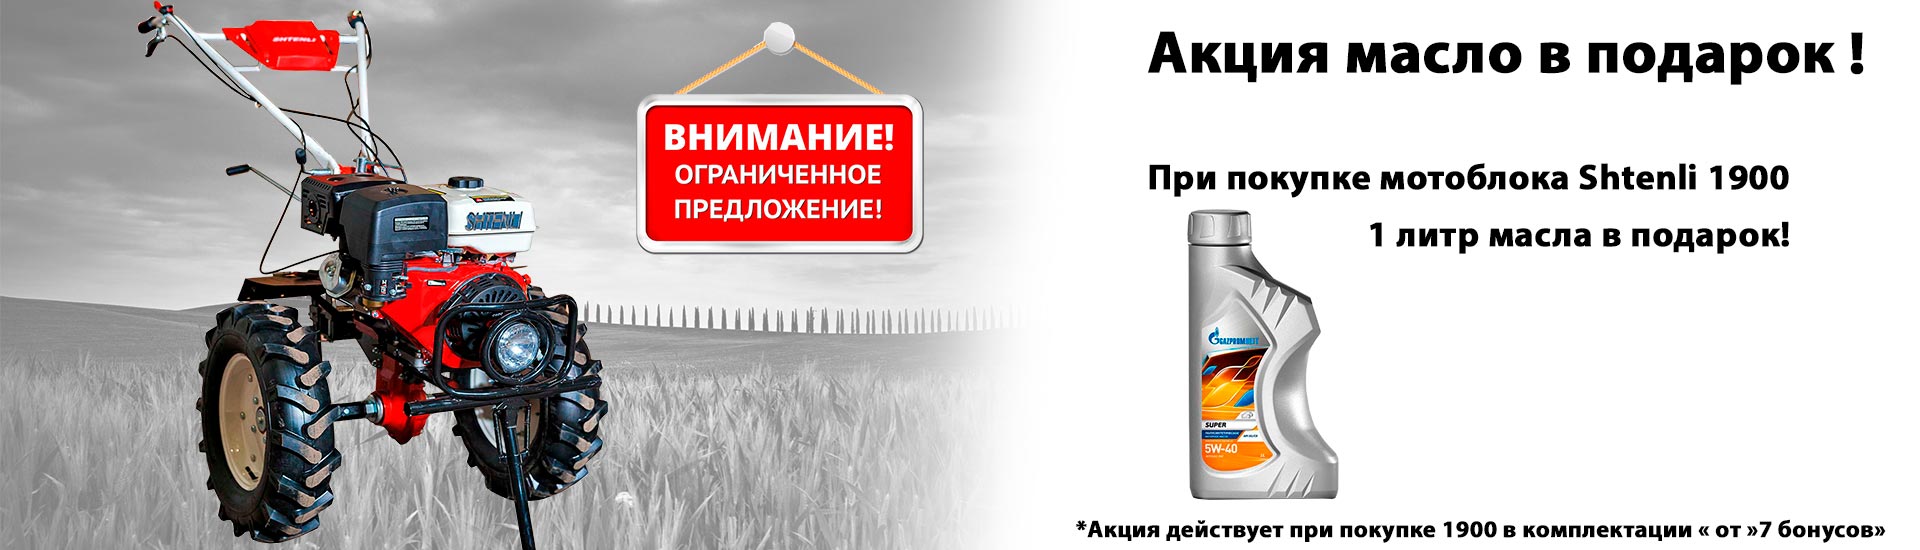 SHTENLI
SHTENLI
ВНИМАНИЕ!
ОГРАНИЧЕННОЕ
ПРЕДЛОЖЕНИЕ!
Акция масло в подарок !
При покупке мотоблока Shtenli 1900
1 литр масла в подарок!
GAZPROMNEFT
SUPER
5W-40
*Акция действует при покупке 1900 в комплектации « от »7 бонусов»